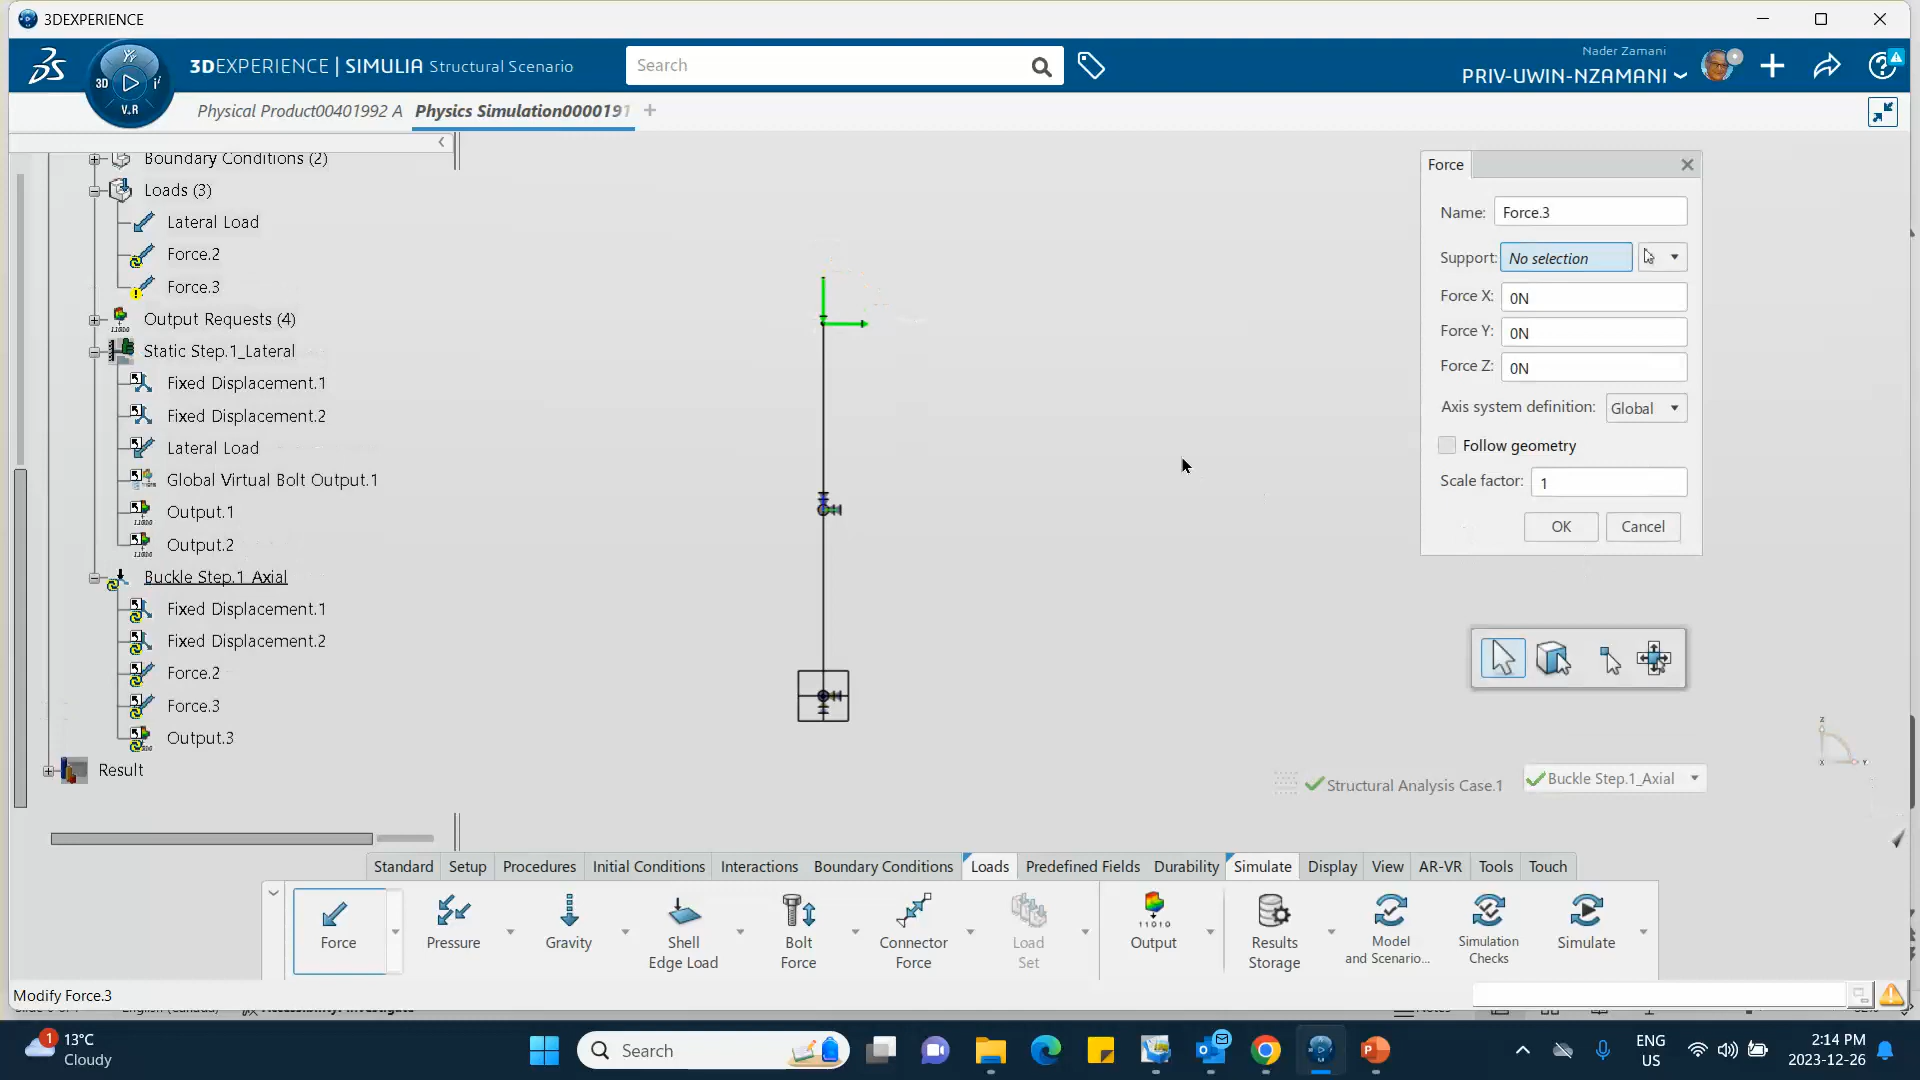 3DEXPERIENCE
3DEXPERIENCE | SIMULIA Structural Scenario
Search
Nader Zamani
PRIV-UWIN-NZAMANI
3D
V.R
Physical Product00401992 A
Physics Simulation0000191
Boundary Conditions (2)
Loads (3)
Lateral Load
Force.2
Force.3
Output Requests (4)
Static Step.1_Lateral
Fixed Displacement.1
Fixed Displacement.2
Lateral Load
Global Virtual Bolt Output.1
Output.1
Output.2
Buckle Step.1_Axial
Fixed Displacement.1
Fixed Displacement.2
Force.2
Force.3
Output.3
Result
Force
Name: Force.3
Support: No selection
Force X: 0N
Force Y: 0N
Force Z: 0N
Axis system definition: Global
Follow geometry
Scale factor: 1
OK Cancel
Structural Analysis Case.1
Buckle Step.1_Axial
Standard Setup Procedures Initial Conditions Interactions Boundary Conditions Loads Predefined Fields Durability Simulate Display View AR-VR Tools Touch
Force
Pressure
Gravity
Shell
Edge Load
Bolt
Force
Connector
Force
Load
Set
Output
Results
Storage
Model
and Scenario...
Simulation
Checks
Simulate
Modify Force.3
1
13°C
Cloudy
Search
ENG
US
2:14 PM
2023-12-26